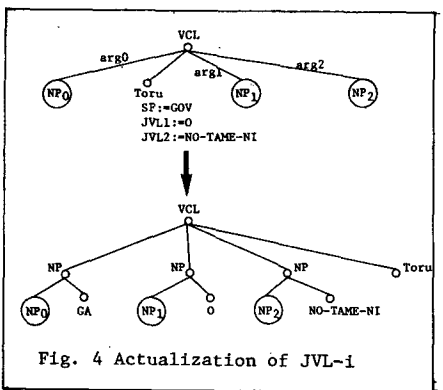 VCL
arg0 arg1 arg2
NP0 Toru NP1 NP2
SP:=GOV
JVL1:=O
JVL2:=NO-TAME-NI
VCL
NP NP NP Toru
NP0 GA NP1 O NP2 NO-TAME-NI
Fig. 4 Actualization of JVL-i